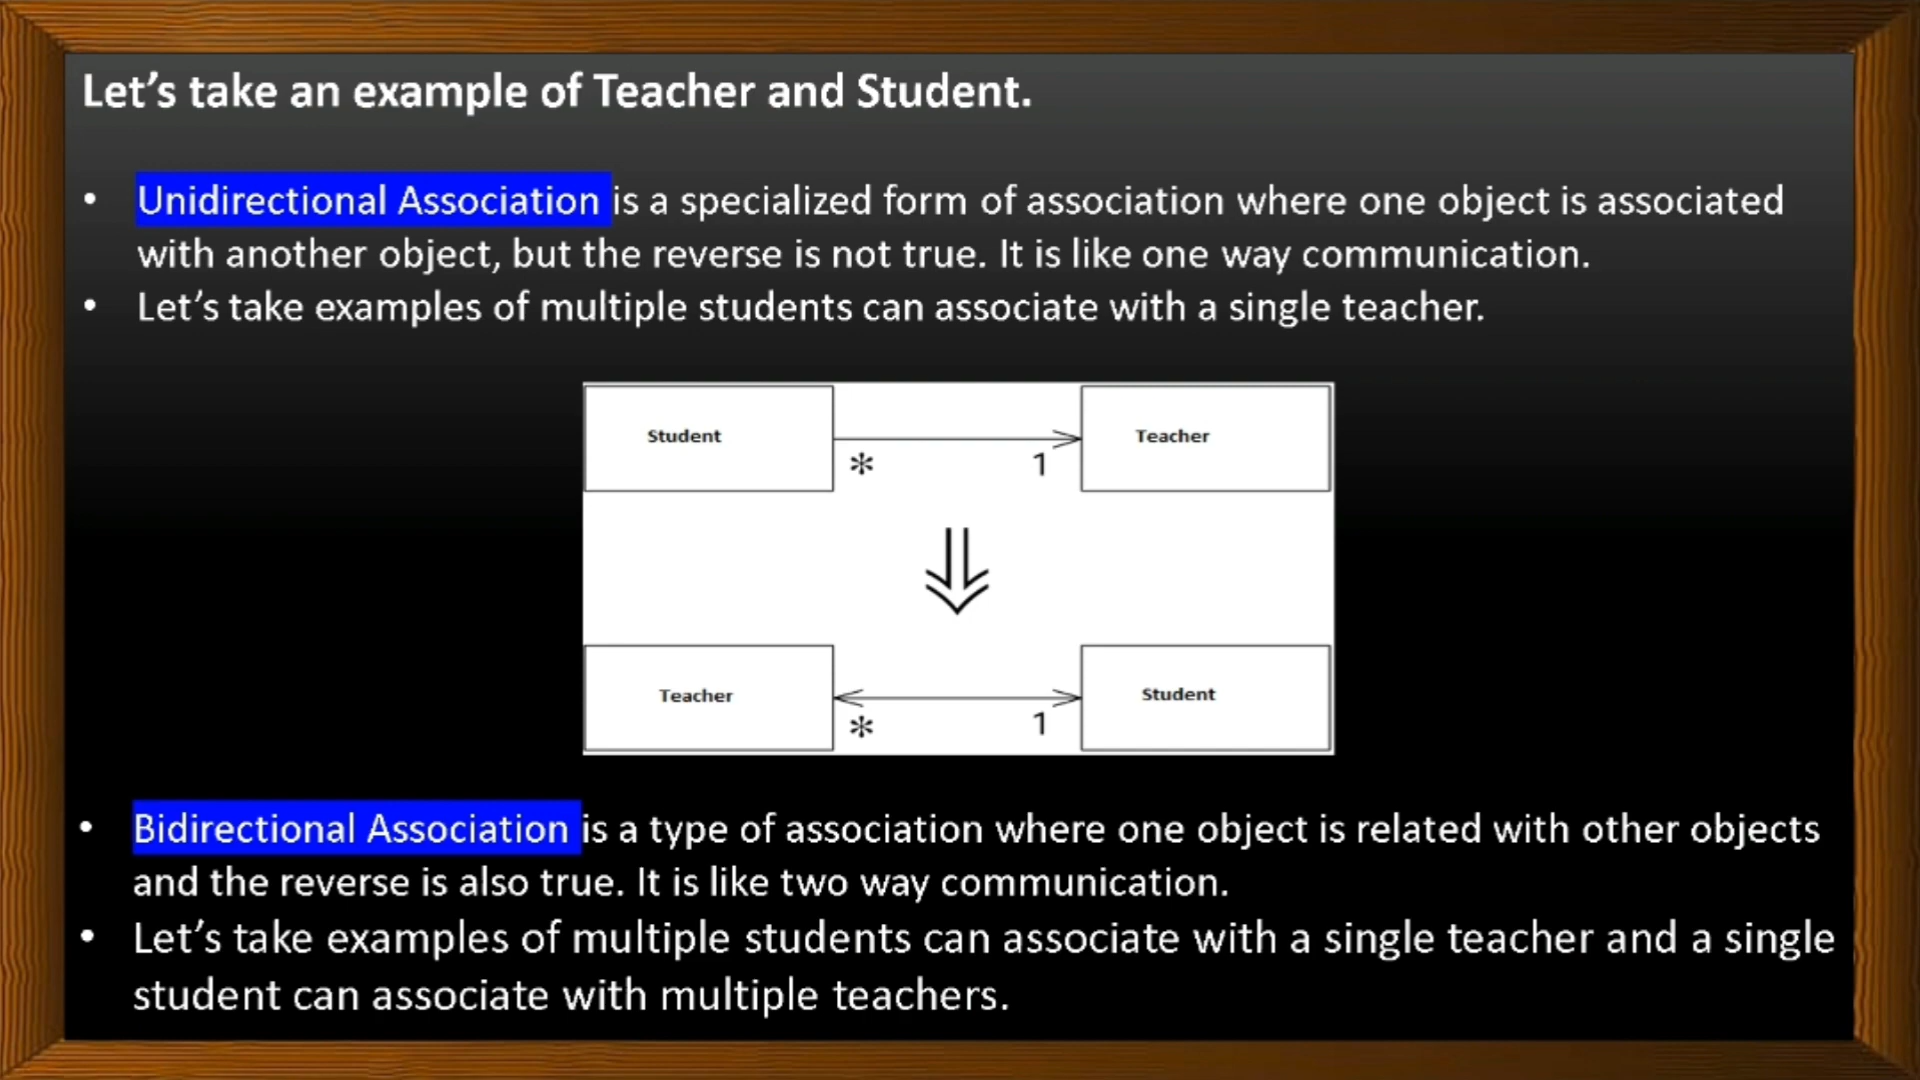 Let’s take an example of Teacher and Student.
• Unidirectional Association is a specialized form of association where one object is associated
with another object, but the reverse is not true. It is like one way communication.
• Let’s take examples of multiple students can associate with a single teacher.
Student
Teacher
* 1
Teacher
Student
* 1
• Bidirectional Association is a type of association where one object is related with other objects
and the reverse is also true. It is like two way communication.
• Let’s take examples of multiple students can associate with a single teacher and a single
student can associate with multiple teachers.